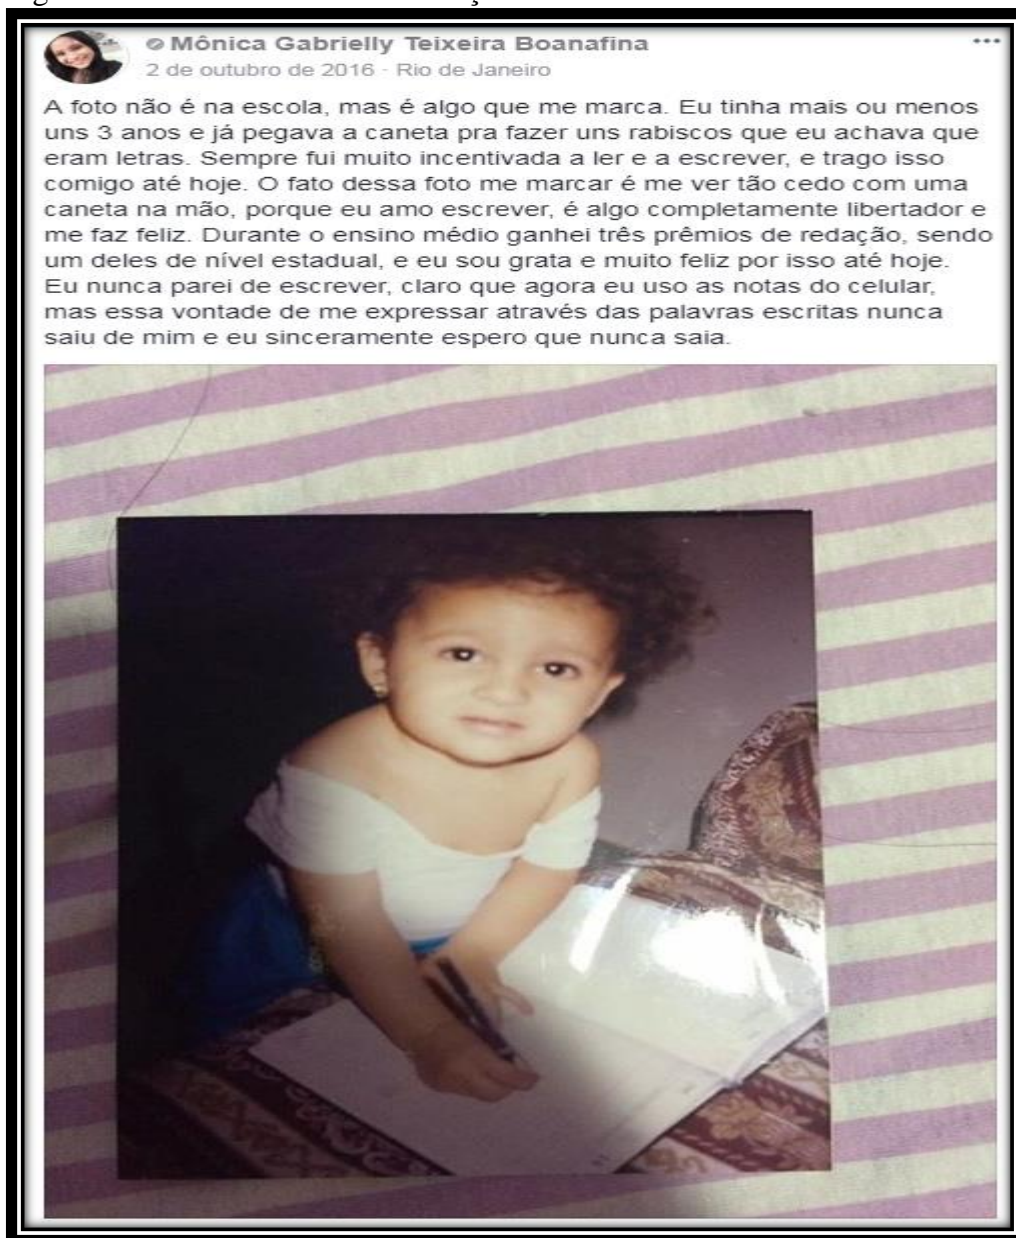 Mônica Gabrielly Teixeira Boanafina
2 de outubro de 2016 · Rio de Janeiro
A foto não é na escola, mas é algo que me marca. Eu tinha mais ou menos
uns 3 anos e já pegava a caneta pra fazer uns rabiscos que eu achava que
eram letras. Sempre fui muito incentivada a ler e a escrever, e trago isso
comigo até hoje. O fato dessa foto me marcar é me ver tão cedo com uma
caneta na mão, porque eu amo escrever, é algo completamente libertador e
me faz feliz. Durante o ensino médio ganhei três prêmios de redação, sendo
um deles de nível estadual, e eu sou grata e muito feliz por isso até hoje.
Eu nunca parei de escrever, claro que agora eu uso as notas do celular,
mas essa vontade de me expressar através das palavras escritas nunca
saiu de mim e eu sinceramente espero que nunca saia.